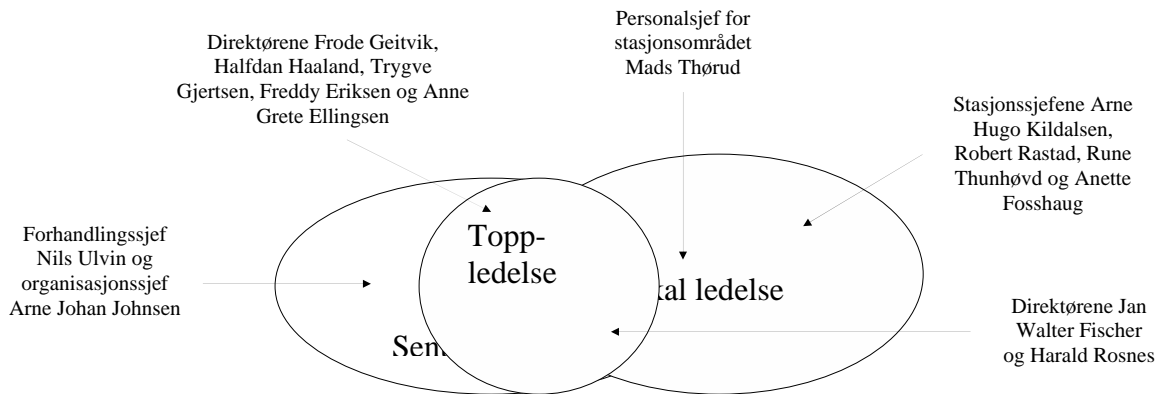 Direktørene Frode Geitvik,
Halfdan Haaland, Trygve
Gjertsen, Freddy Eriksen og Anne
Grete Ellingsen
Personalsjef for
stasjonsområdet
Mads Thørud
Stasjonssjefene Arne
Hugo Kildalsen,
Robert Rastad, Rune
Thunhøvd og Anette
Fosshaug
Forhandlingssjef
Nils Ulvin og
organisasjonssjef
Arne Johan Johnsen
Topp-
ledelse
kal ledelse
Sen
Direktørene Jan
Walter Fischer
og Harald Rosnes